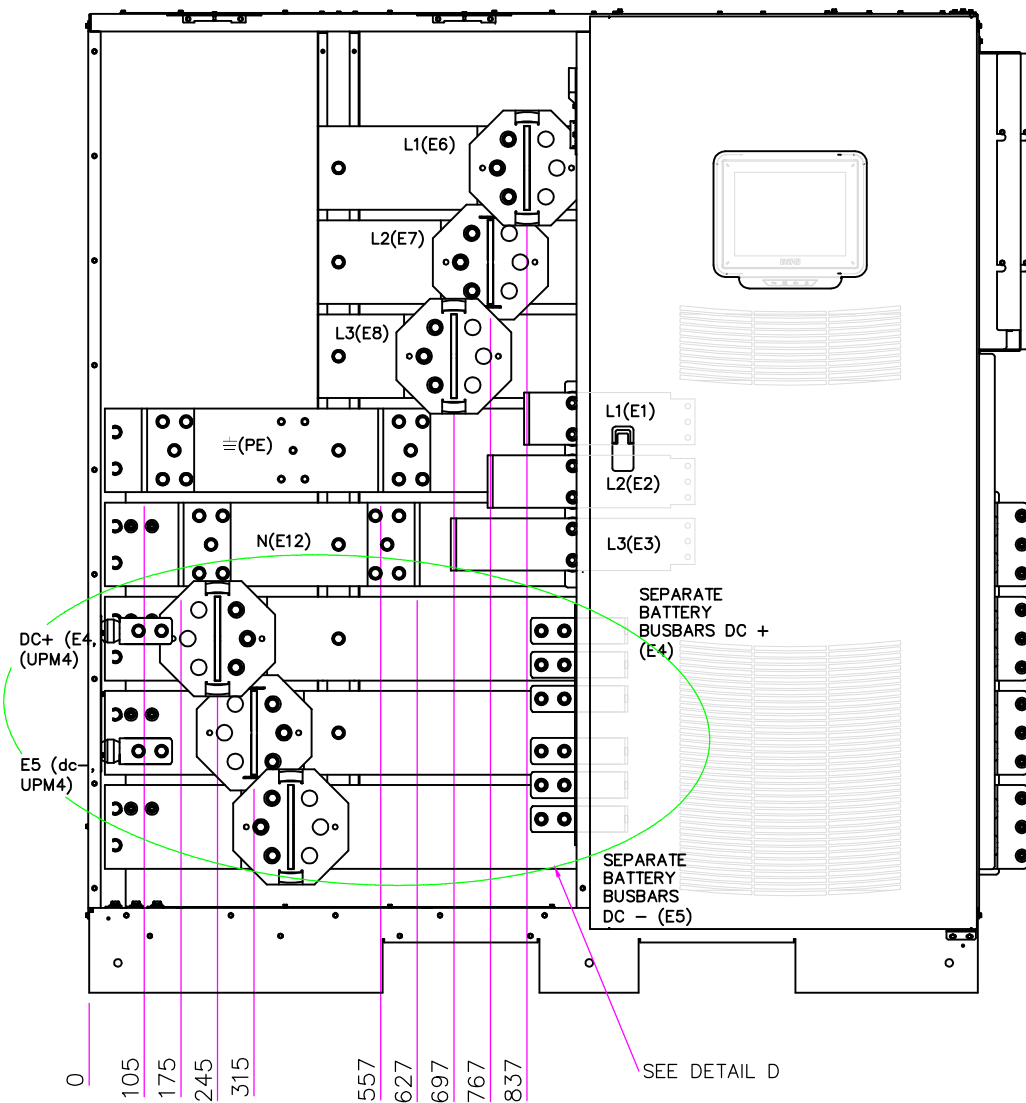 L1(E6)
L2(E7)
L3(E8)
L1(E1)
(PE)
L2(E2)
N(E12)
L3(E3)
SEPARATE
BATTERY
BUSBARS DC +
(E4)
DC+ (E4,
(UPM4)
E5 (dc-,
UPM4)
SEPARATE
BATTERY
BUSBARS
DC - (E5)
SEE DETAIL D
0
105
175
245
315
557
627
697
767
837